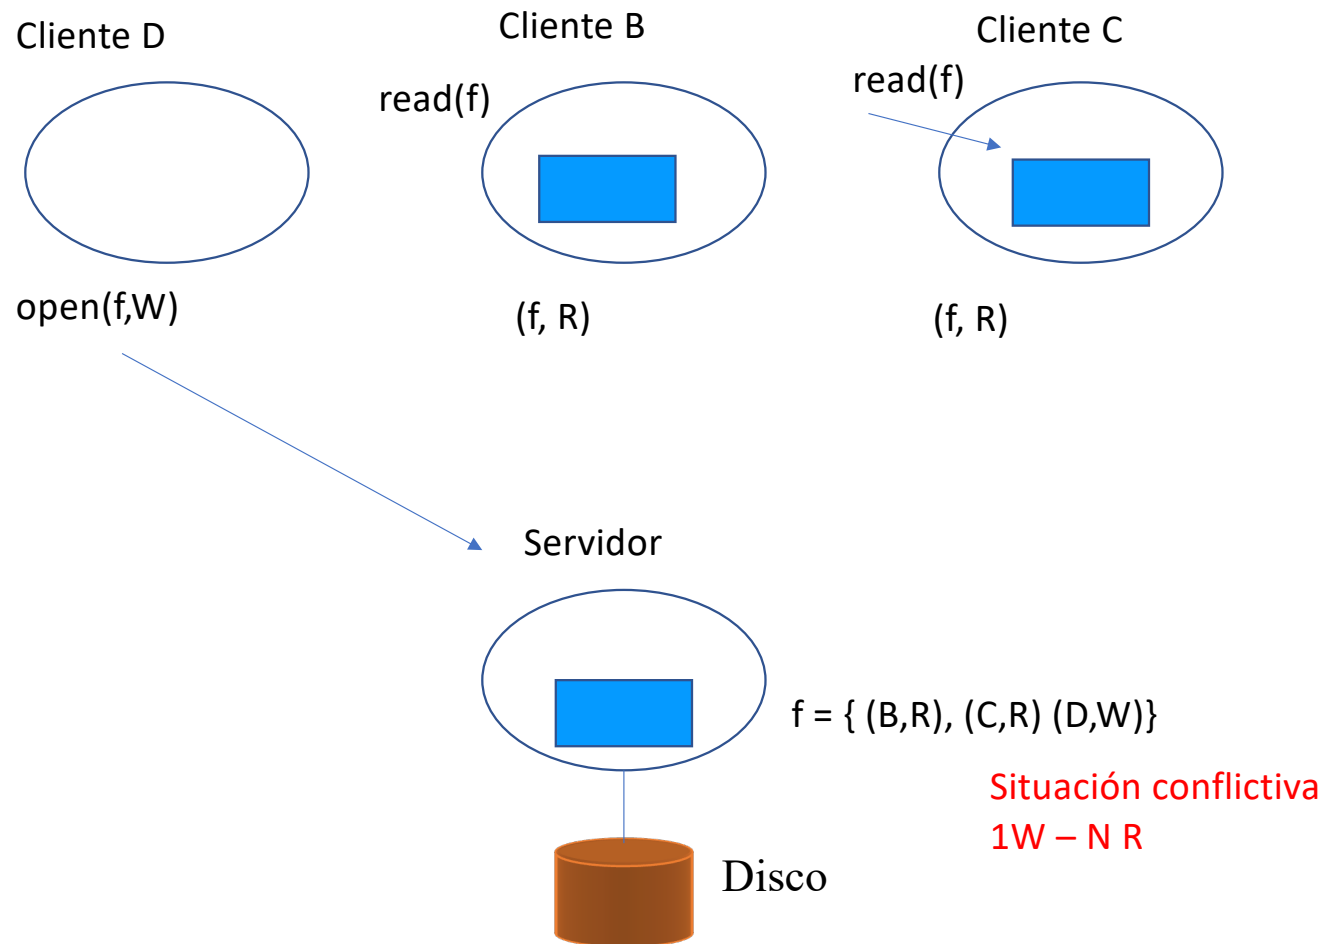 Cliente D
Cliente B
Cliente C
read(f)
read(f)
open(f,W)
(f, R)
(f, R)
Servidor
f = { (B,R), (C,R) (D,W)}
Situación conflictiva
1W – N R
Disco